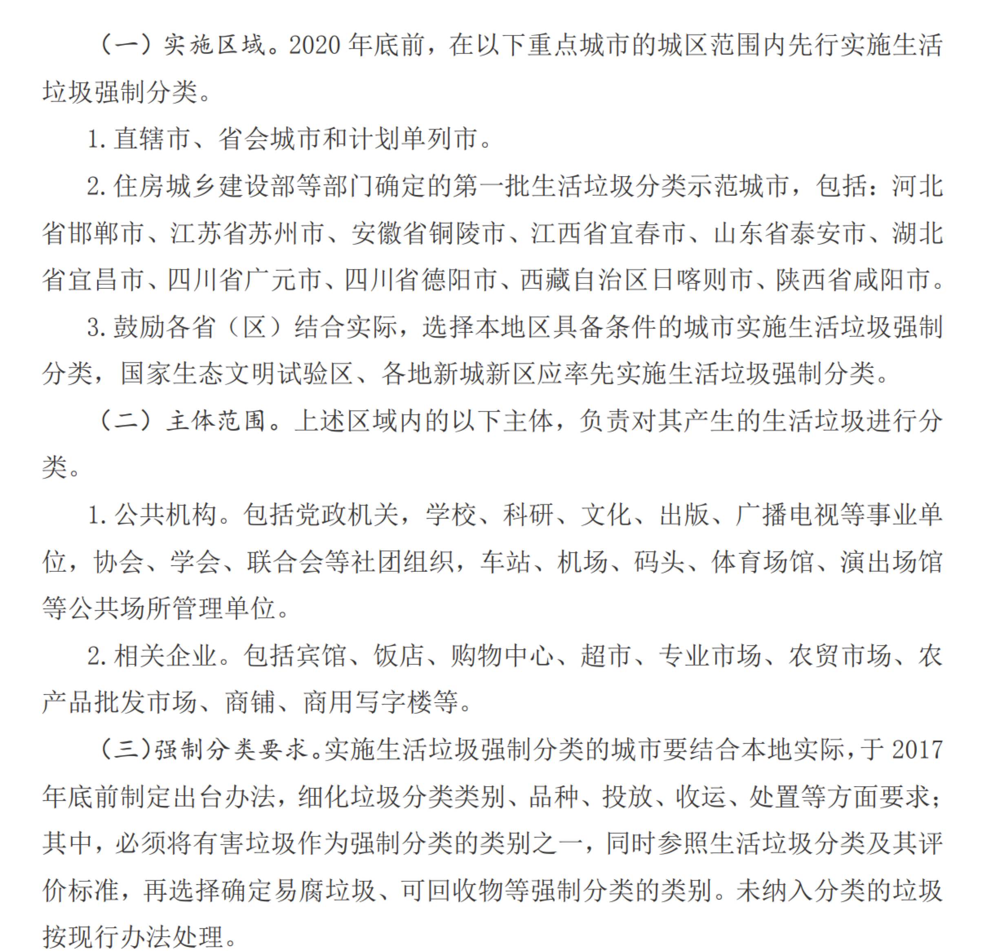 （一）实施区域。2020 年底前，在以下重点城市的城区范围内先行实施生活
垃圾强制分类。
1.直辖市、省会城市和计划单列市。
2.住房城乡建设部等部门确定的第一批生活垃圾分类示范城市，包括：河北
省邯郸市、江苏省苏州市、安徽省铜陵市、江西省宜春市、山东省泰安市、湖北
省宜昌市、四川省广元市、四川省德阳市、西藏自治区日喀则市、陕西省咸阳市。
3.鼓励各省（区）结合实际，选择本地区具备条件的城市实施生活垃圾强制
分类，国家生态文明试验区、各地新城新区应率先实施生活垃圾强制分类。
（二）主体范围。上述区域内的以下主体，负责对其产生的生活垃圾进行分
类。
1.公共机构。包括党政机关，学校、科研、文化、出版、广播电视等事业单
位，协会、学会、联合会等社团组织，车站、机场、码头、体育场馆、演出场馆
等公共场所管理单位。
2.相关企业。包括宾馆、饭店、购物中心、超市、专业市场、农贸市场、农
产品批发市场、商铺、商用写字楼等。
（三）强制分类要求。实施生活垃圾强制分类的城市要结合本地实际，于 2017
年底前制定出台办法，细化垃圾分类类别、品种、投放、收运、处置等方面要求；
其中，必须将有害垃圾作为强制分类的类别之一，同时参照生活垃圾分类及其评
价标准，再选择确定易腐垃圾、可回收物等强制分类的类别。未纳入分类的垃圾
按现行办法处理。